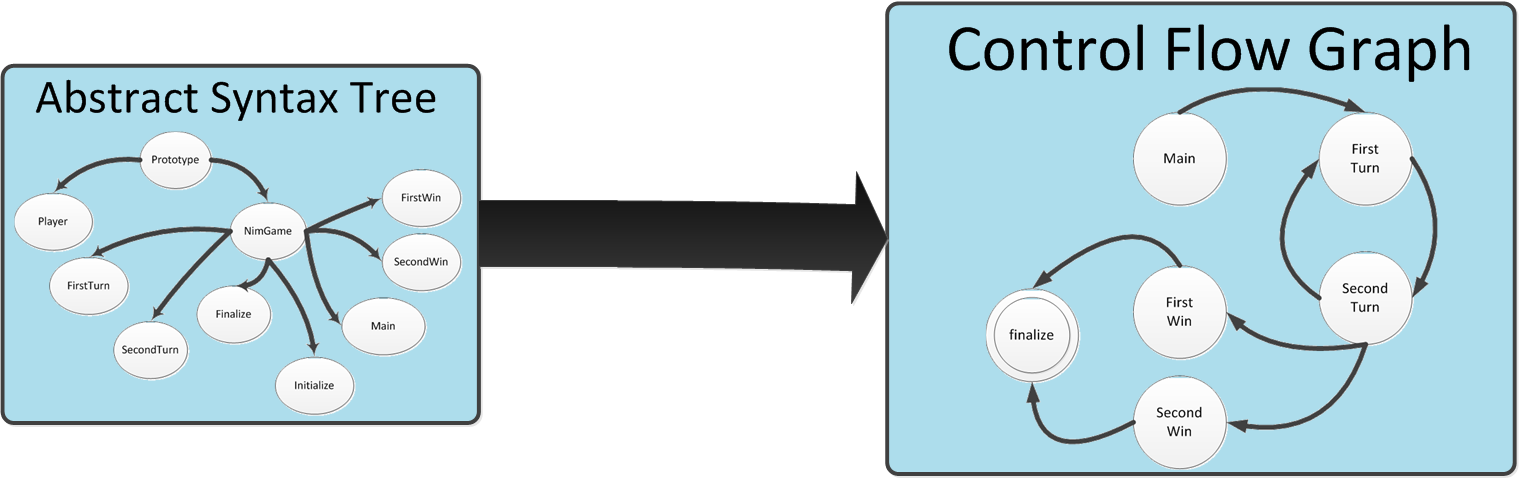 Abstract Syntax Tree
Prototype
Player
NimGame
FirstWin
SecondWin
FirstTurn
Finalize
Main
SecondTurn
Initialize
Control Flow Graph
Main
First
Turn
Second
Turn
First
Win
finalize
Second
Win